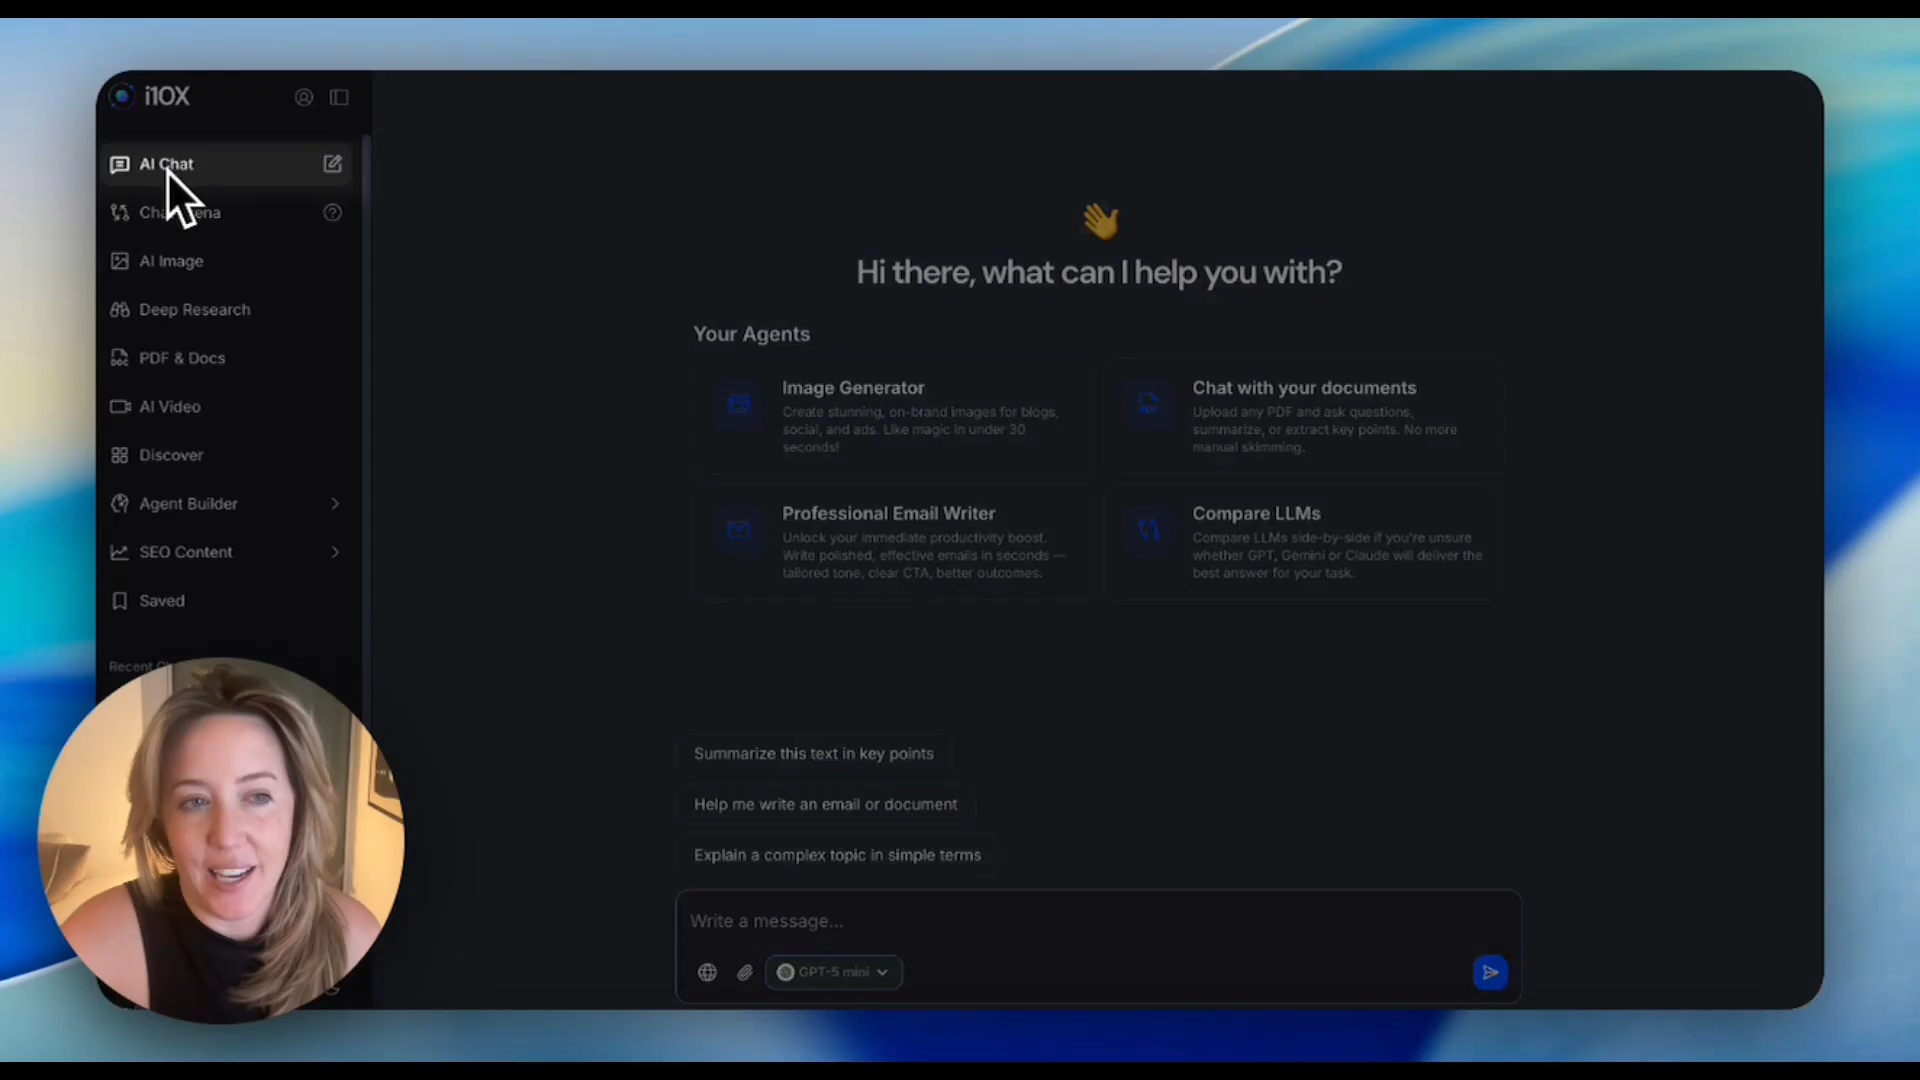 i10X
AI Chat
AI Image
Deep Research
PDF & Docs
AI Video
Discover
Agent Builder
SEO Content
Saved
Recent
👋
Hi there, what can I help you with?
Your Agents
Image Generator
Create stunning, on-brand images for blogs,
social, and ads. Like magic in under 30
seconds!
Chat with your documents
Upload any PDF and ask questions,
summarize, or extract key points. No more
manual skimming.
Professional Email Writer
Unlock your immediate productivity boost.
Write polished, effective emails in seconds —
tailored tone, clear CTA, better outcomes.
Compare LLMs
Compare LLMs side-by-side if you're unsure
whether GPT, Gemini or Claude will deliver the
best answer for your task.
Summarize this text in key points
Help me write an email or document
Explain a complex topic in simple terms
Write a message...
GPT-5 mini